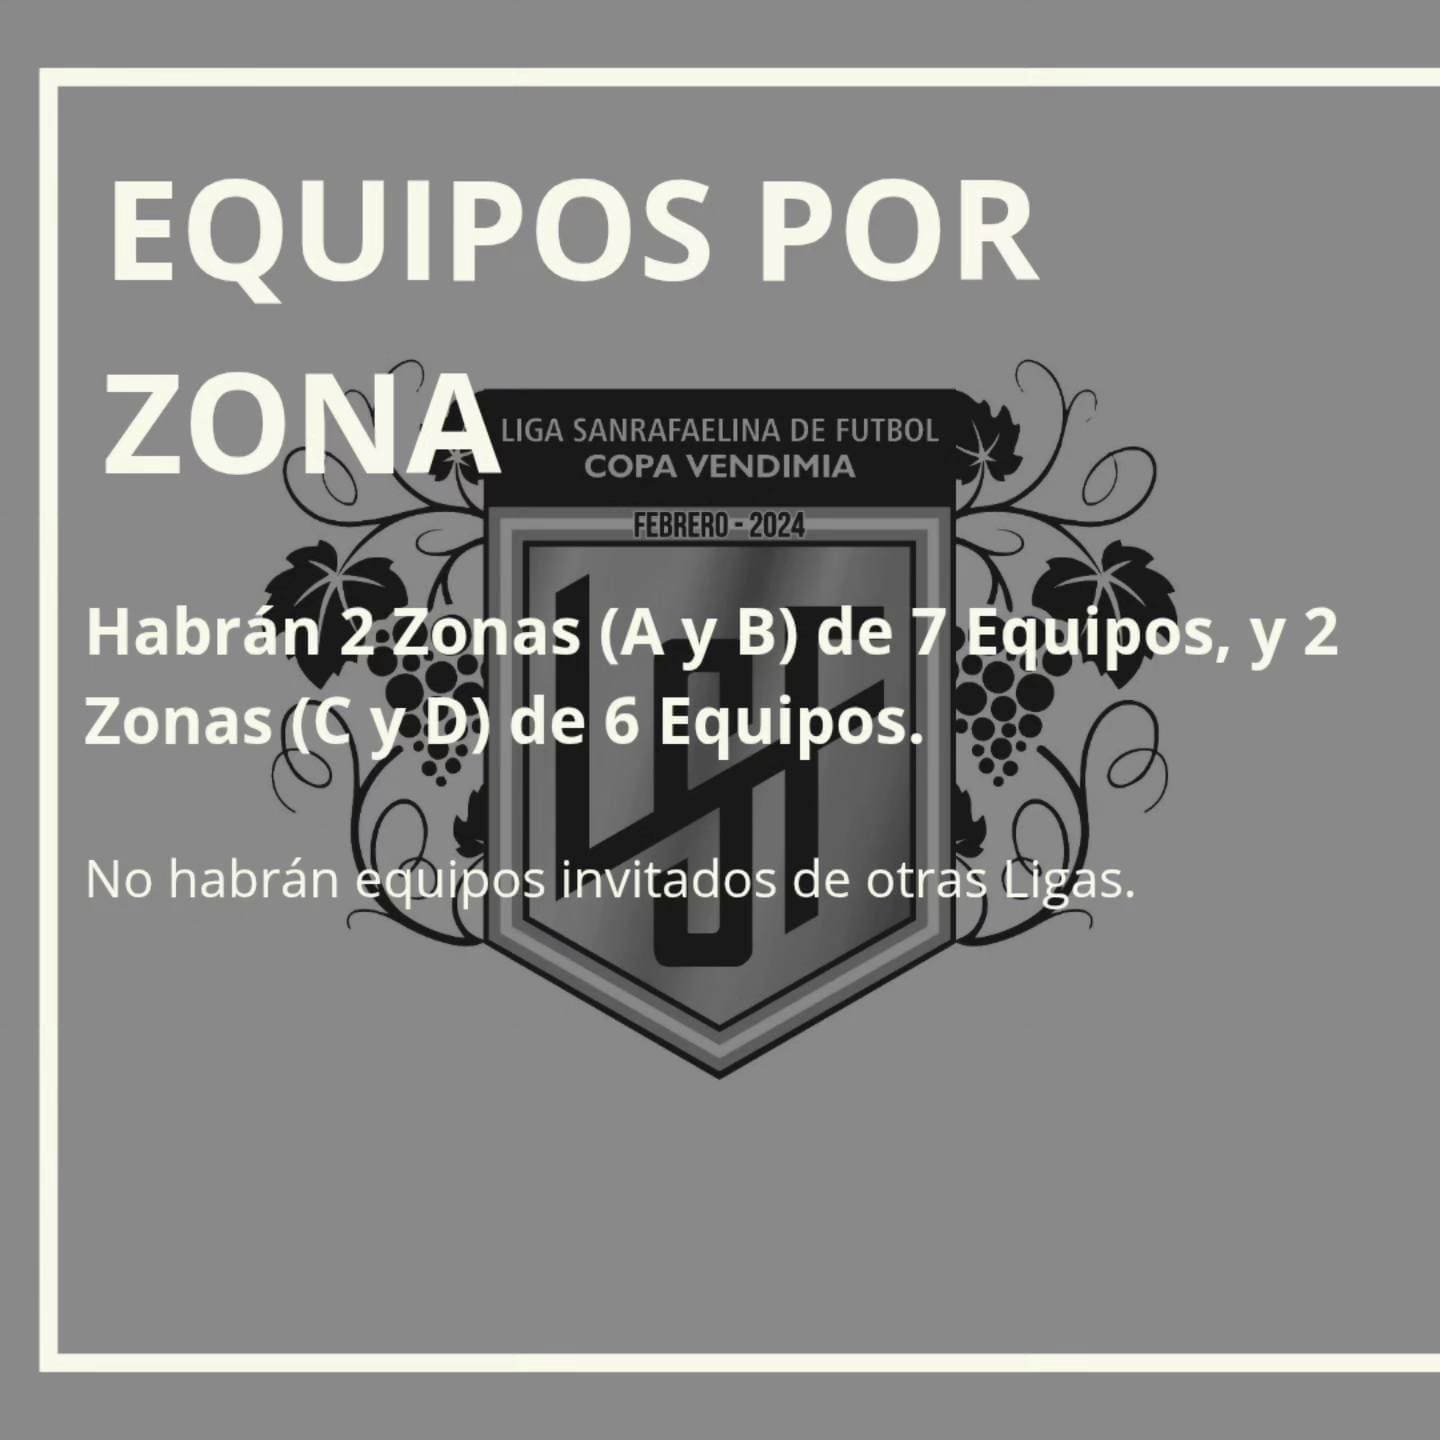 EQUIPOS POR
ZONA
LIGA SANRAFAELINA DE FUTBOL
COPA VENDIMIA
FEBRERO - 2024
Habrán 2 Zonas (A y B) de 7 Equipos, y 2
Zonas (C y D) de 6 Equipos.
LSF
No habrán equipos invitados de otras Ligas.